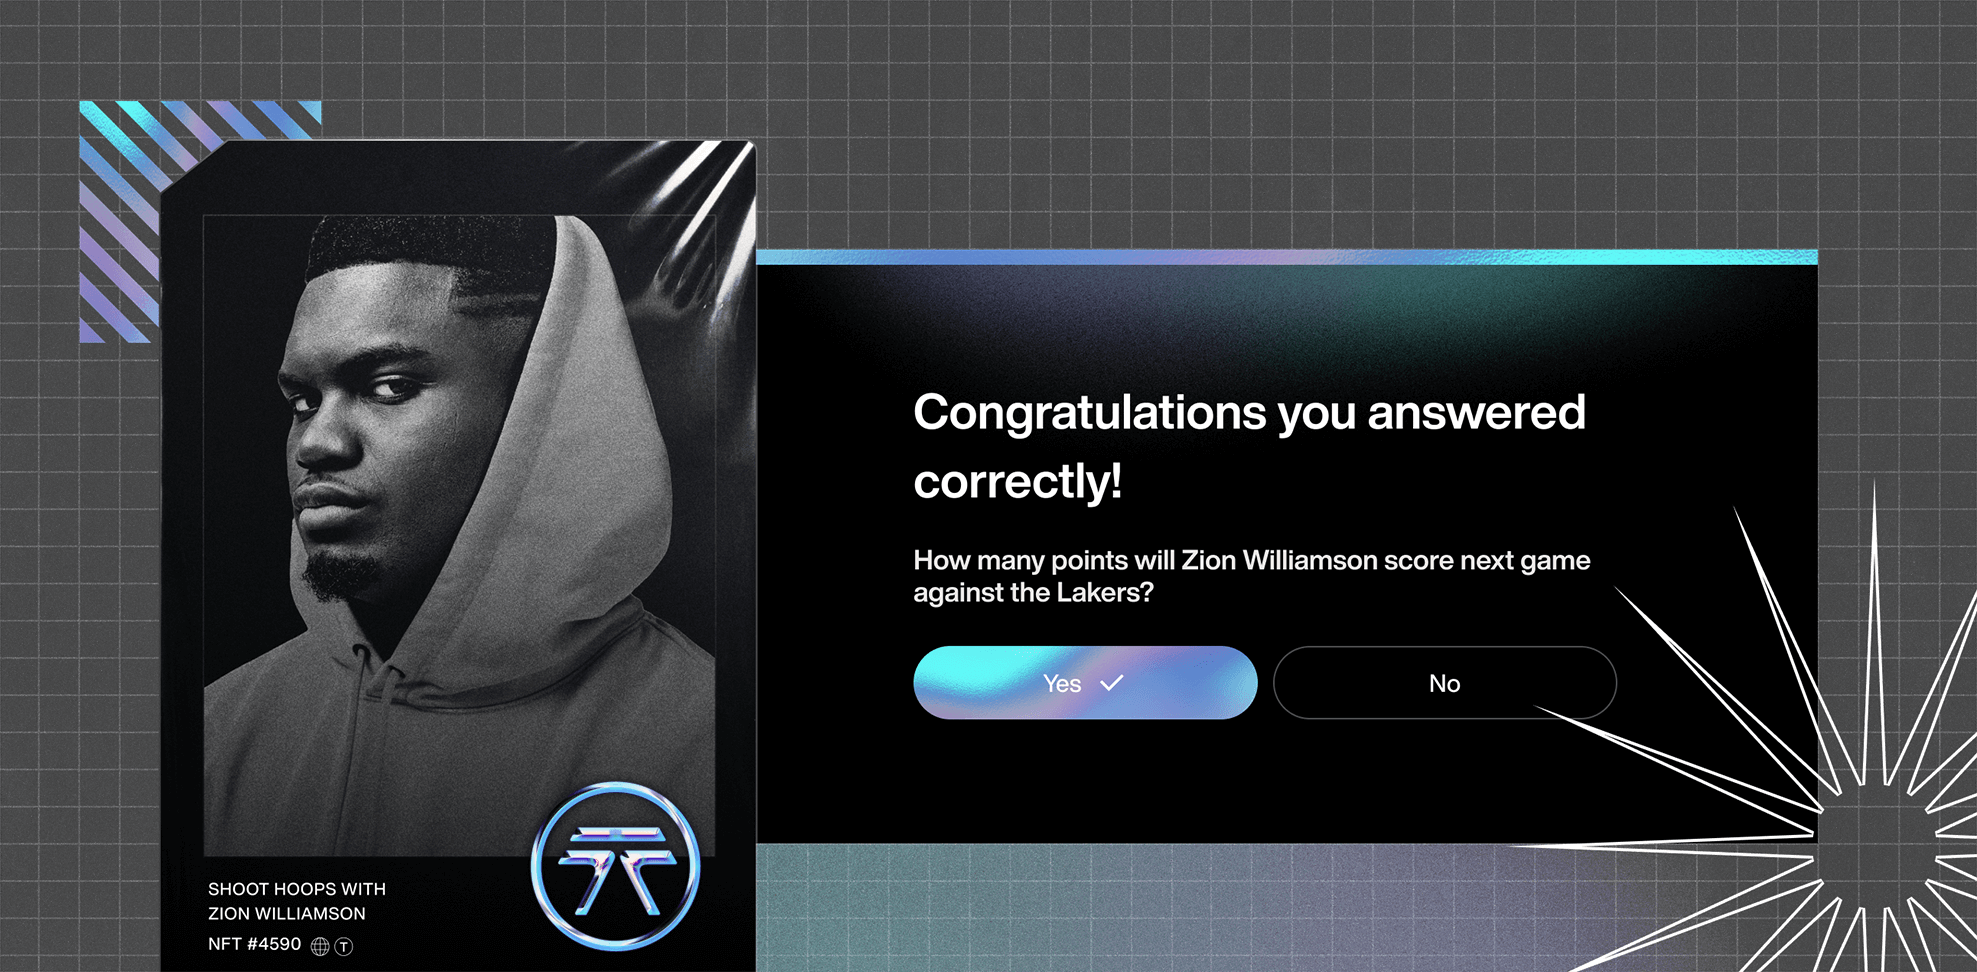 Congratulations you answered
correctly!
How many points will Zion Williamson score next game
against the Lakers?
Yes
No
SHOOT HOOPS WITH
ZION WILLIAMSON
NFT #4590 T